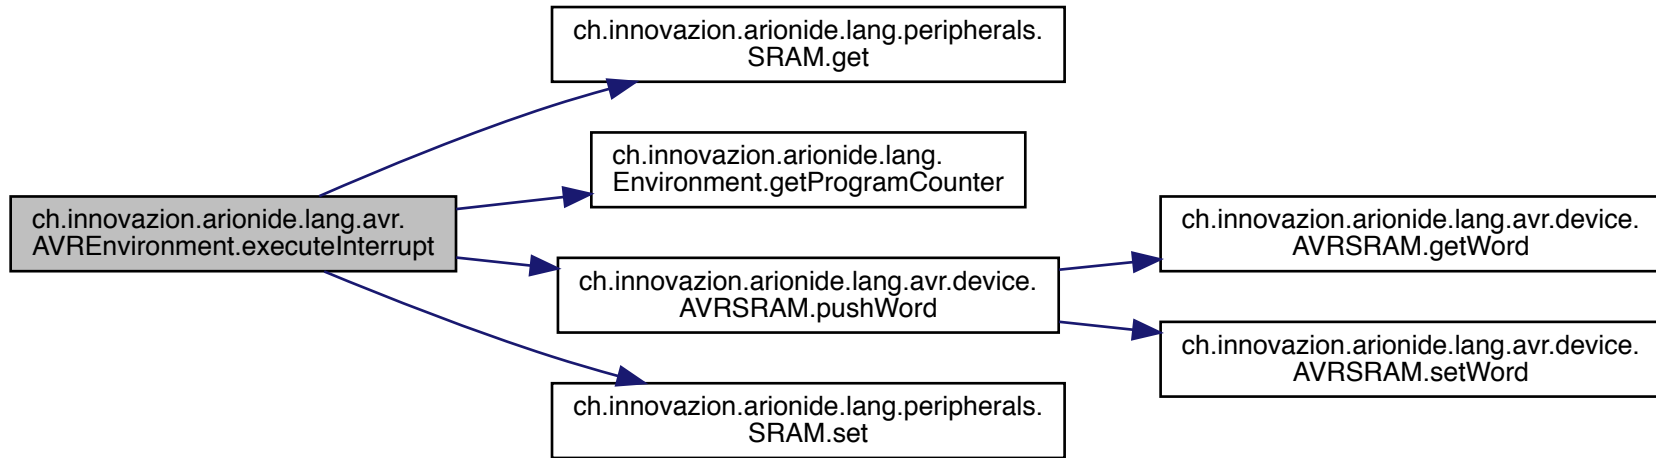 ch.innovazion.arionide.lang.peripherals.
SRAM.get
ch.innovazion.arionide.lang.
Environment.getProgramCounter
ch.innovazion.arionide.lang.avr.
AVREnvironment.executeInterrupt
ch.innovazion.arionide.lang.avr.device.
AVRSRAM.getWord
ch.innovazion.arionide.lang.avr.device.
AVRSRAM.pushWord
ch.innovazion.arionide.lang.avr.device.
AVRSRAM.setWord
ch.innovazion.arionide.lang.peripherals.
SRAM.set